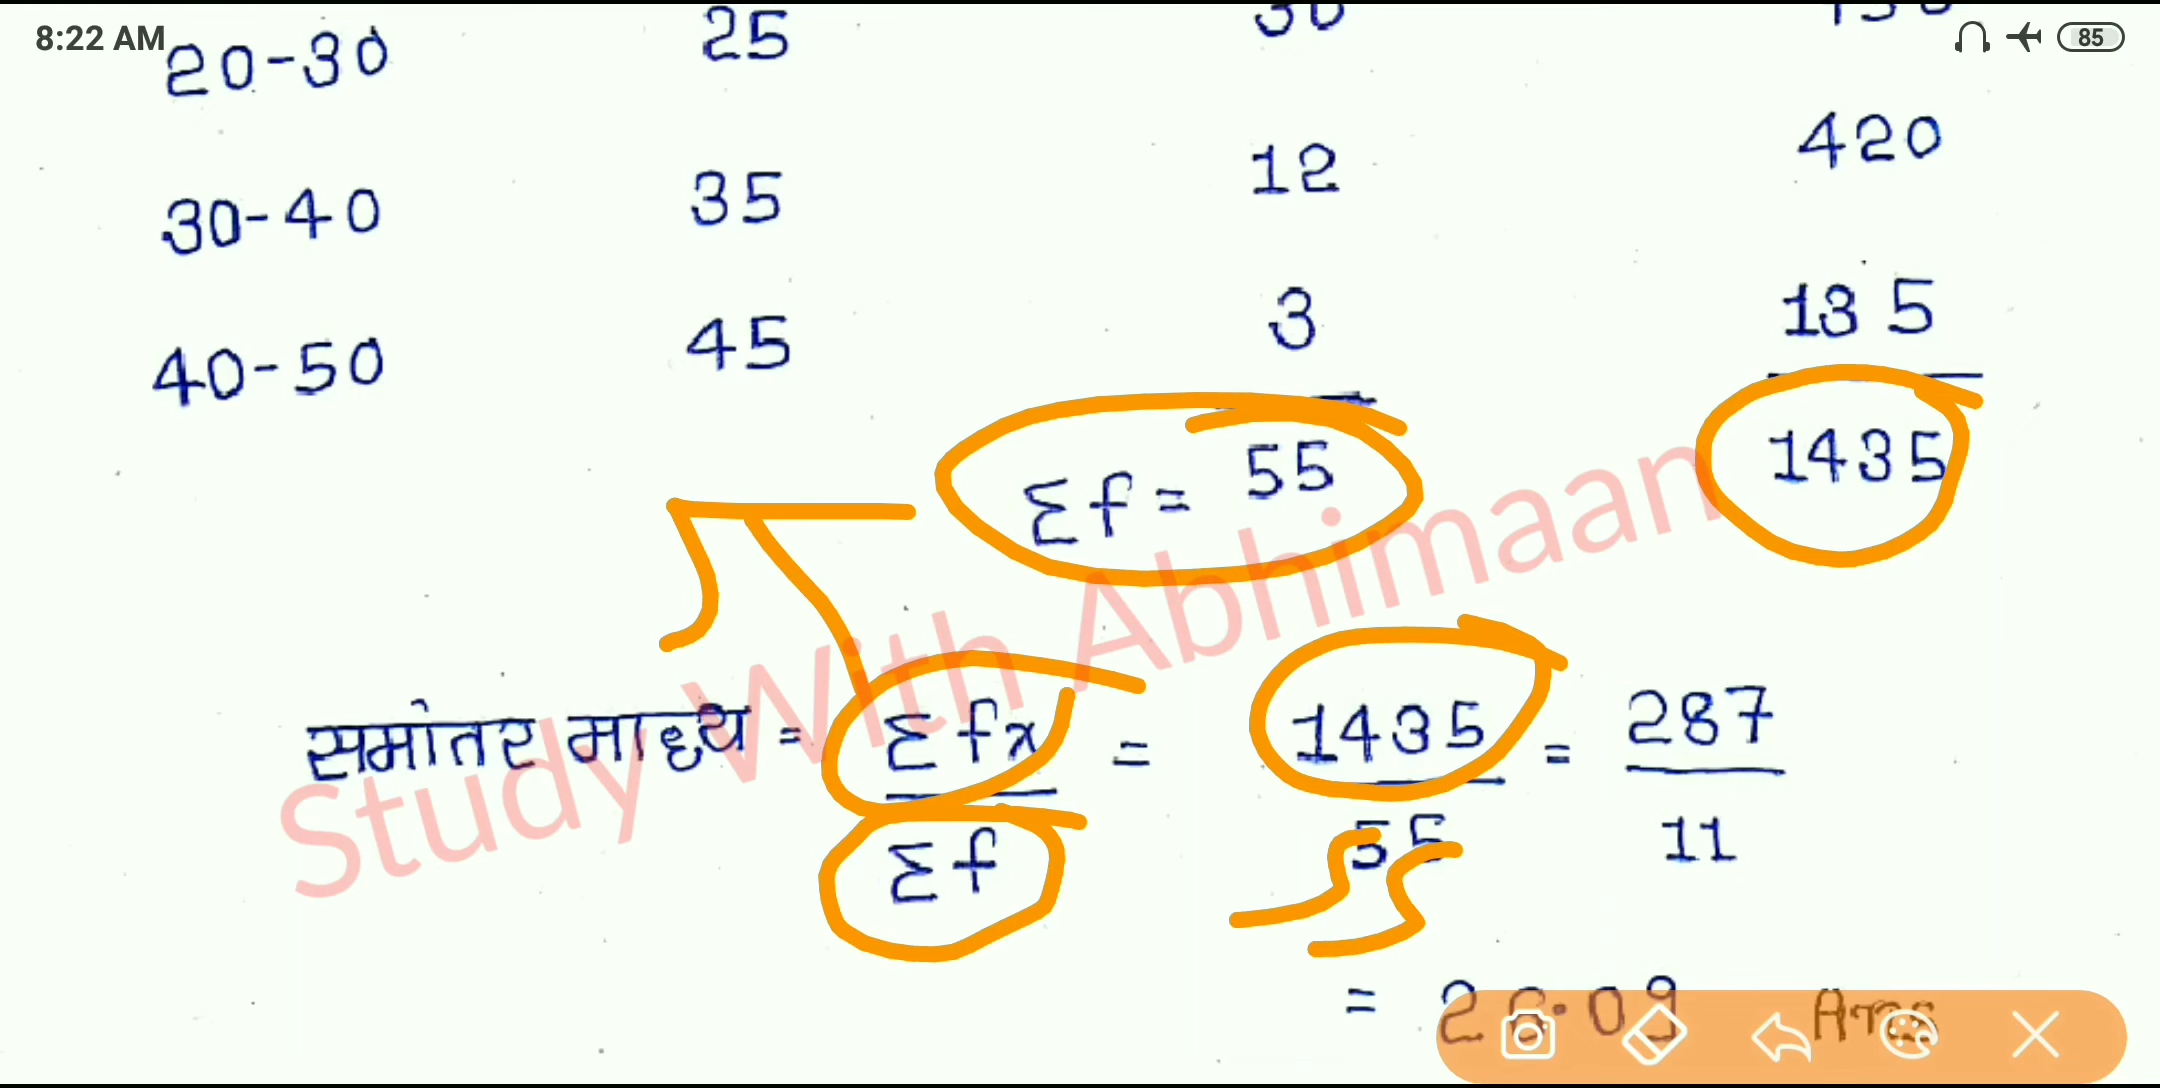 8:22 AM 85
20-30 25 30
30-40 35 12 420
40-50 45 3 135
Σf = 55 1435
समांतर माध्य = Σfx = 1435 = 287
Σf 55 11
= 26.09 Ans
Study With Abhimaan